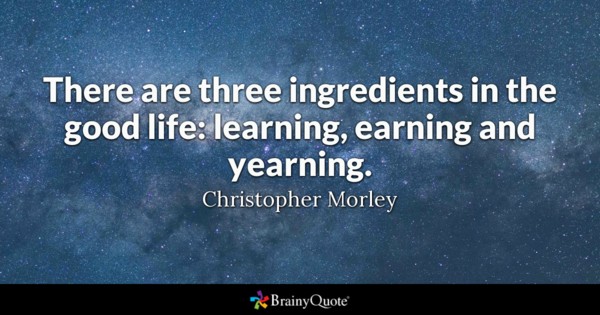 There are three ingredients in the
good life: learning, earning and
yearning.
Christopher Morley
BrainyQuote®